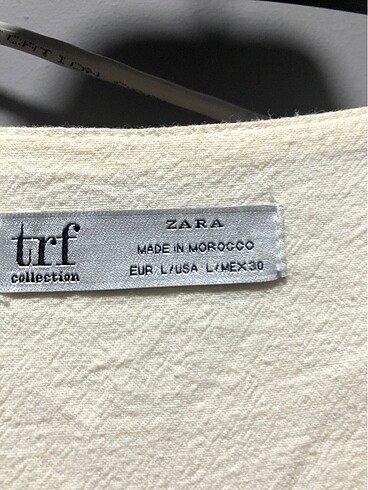 trf
collection
ZARA
MADE IN MOROCCO
EUR L/USA L/MEX 30